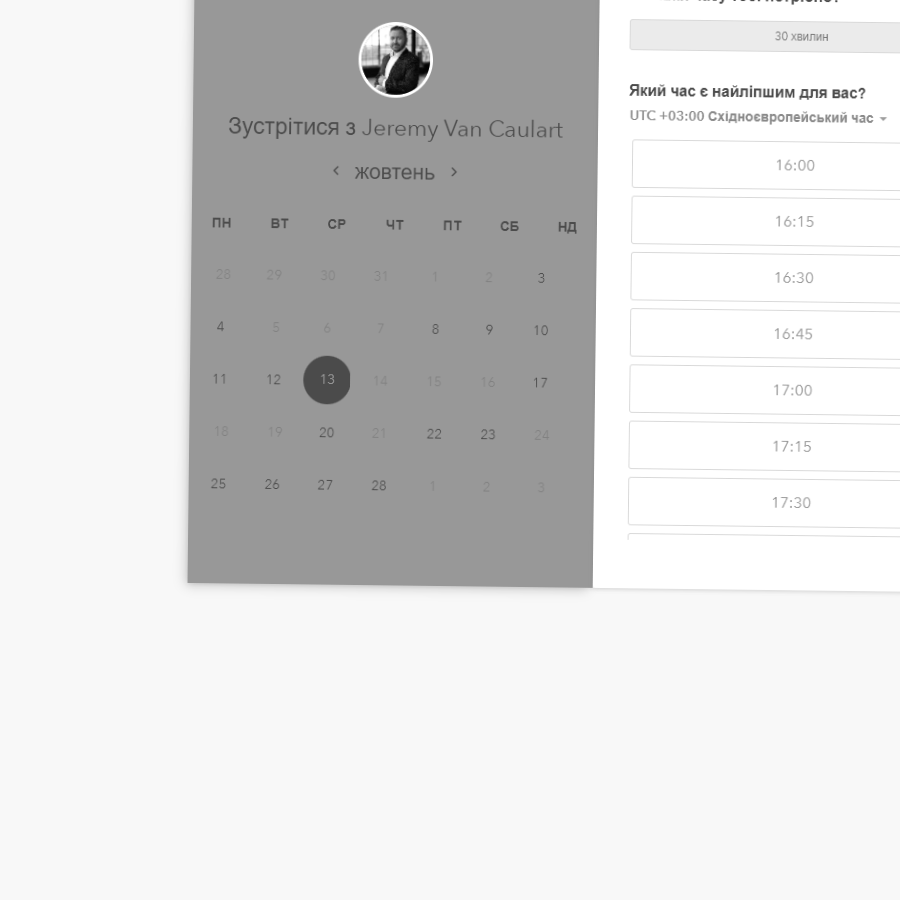 Зустрітися з Jeremy Van Caulart
жовтень
ПН ВТ СР ЧТ ПТ СБ НД
28 29 30 31 1 2 3
4 5 6 7 8 9 10
11 12 13 14 15 16 17
18 19 20 21 22 23 24
25 26 27 28 1 2 3
30 хвилин
Який час є найліпшим для вас?
UTC +03:00 Східноєвропейський час
16:00
16:15
16:30
16:45
17:00
17:15
17:30